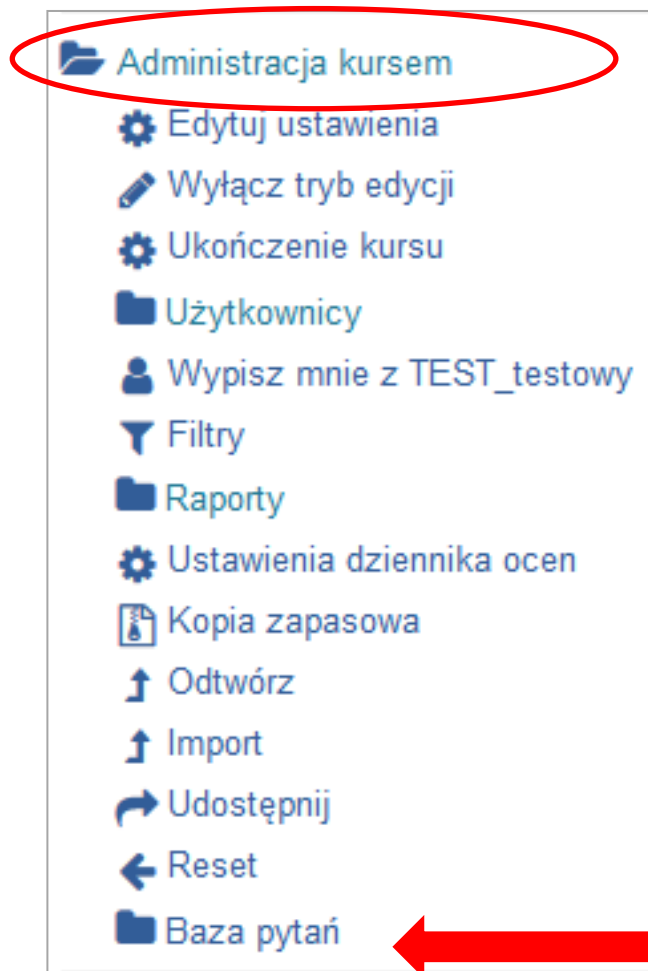 Administracja kursem
Edytuj ustawienia
Wyłącz tryb edycji
Ukończenie kursu
Użytkownicy
Wypisz mnie z TEST_testowy
Filtry
Raporty
Ustawienia dziennika ocen
Kopia zapasowa
Odtwórz
Import
Udostępnij
Reset
Baza pytań